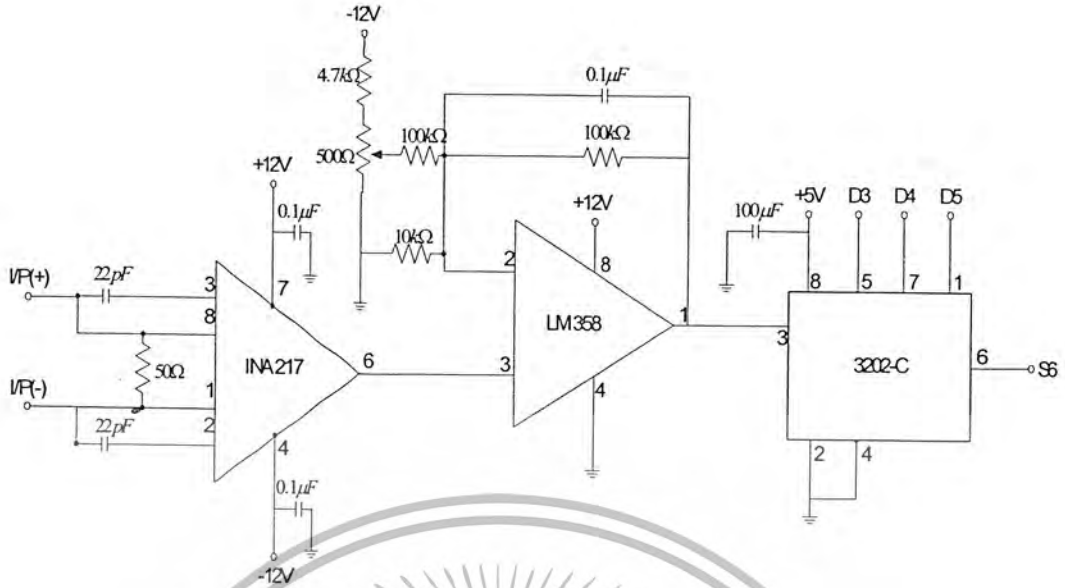 -12V
4.7kΩ
500Ω
100kΩ
0.1µF
100kΩ
10kΩ
+12V
0.1µF
I/P(+)
22pF
3
7
8
50Ω
INA217
6
I/P(-)
1
2
22pF
4
0.1µF
-12V
+12V
2
8
LM358
1
3
4
100µF
+5V
D3
D4
D5
8
5
7
1
3
3202-C
6
S6
2
4